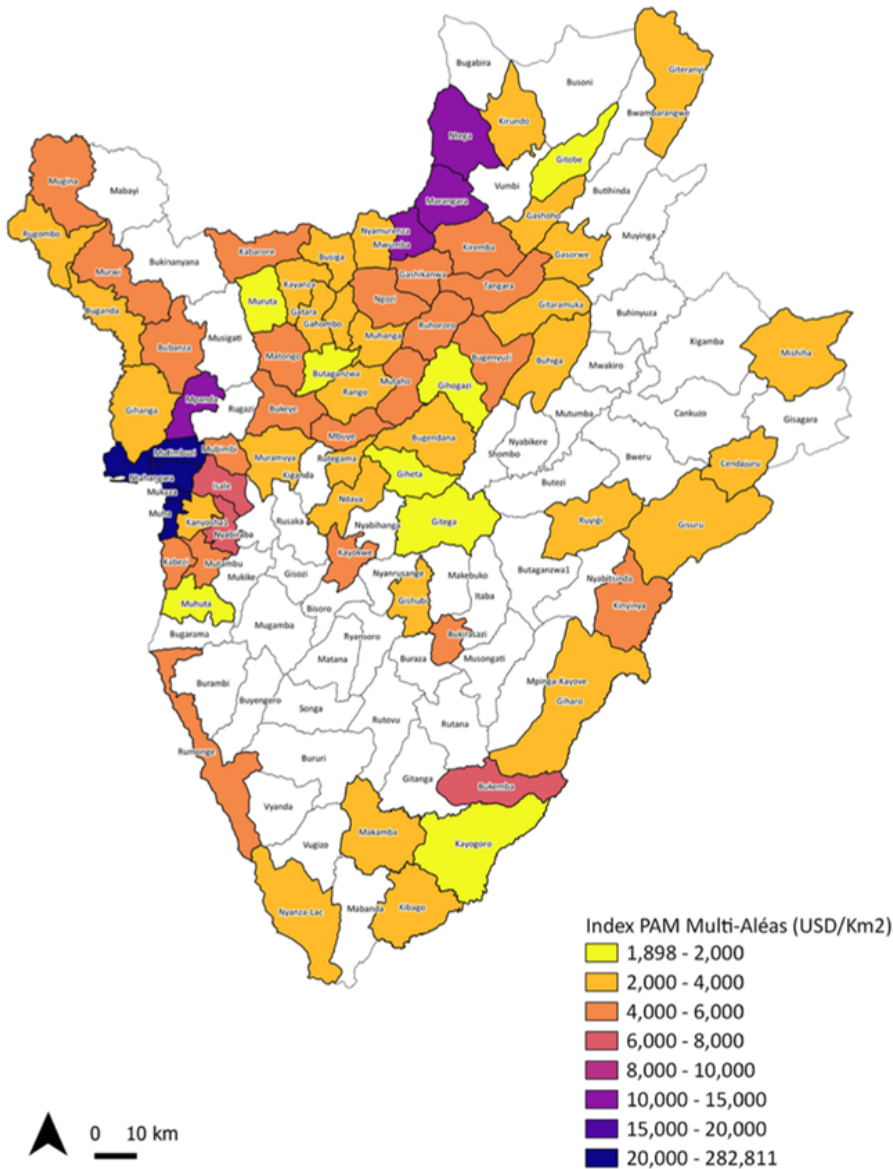 Bugabira
Busoni
Giteranyi
Bwambarangwe
Kirundo
Ntega
Gitobe
Vumbi
Butihinda
Mugina
Mabayi
Marangara
Gashoho
Muyinga
Rugombo
Nyamurenza
Mwumba
Kiremba
Gasorwe
Murwi
Bukinanyana
Kabarore
Busiga
Gashikanwa
Tangara
Kayanza
Ngozi
Gitaramuka
Buganda
Muruta
Gatara
Gahombo
Ruhororo
Buhinyuza
Kigamba
Mishiha
Bubanza
Musigati
Muhanga
Matongo
Bugenyuzi
Buhiga
Mwakiro
Butaganzwa
Rango
Mutaho
Gihogazi
Gihanga
Mpanda
Rugazi
Bukeye
Mutumba
Cankuzo
Gisagara
Mbuye
Bugendana
Nyabikere
Shombo
Mutimbuzi
Mubimbi
Muramvya
Rutegama
Bweru
Cendajuru
Ntahangwa
Kiganda
Giheta
Butezi
Mukaza
Isale
Ndava
Muha
Kanyosha1
Rusaka
Nyabihanga
Gitega
Ruyigi
Gisuru
Nyabiraba
Kayokwe
Kabezi
Mutambu
Mukike
Gisozi
Nyanrusange
Makebuko
Butaganzwa1
Nyabitsinda
Itaba
Muhuta
Bisoro
Gishubi
Kinyinya
Bugarama
Mugamba
Ryansoro
Bukirasazi
Matana
Buraza
Musongati
Burambi
Mpinga-Kayove
Buyengero
Songa
Giharo
Rutovu
Rutana
Rumonge
Bururi
Gitanga
Bukemba
Vyanda
Makamba
Vugizo
Kayogoro
Nyanza-Lac
Mabanda
Kibago
Index PAM Multi-Aléas (USD/Km2)
1,898 - 2,000
2,000 - 4,000
4,000 - 6,000
6,000 - 8,000
8,000 - 10,000
10,000 - 15,000
15,000 - 20,000
20,000 - 282,811
0 10 km